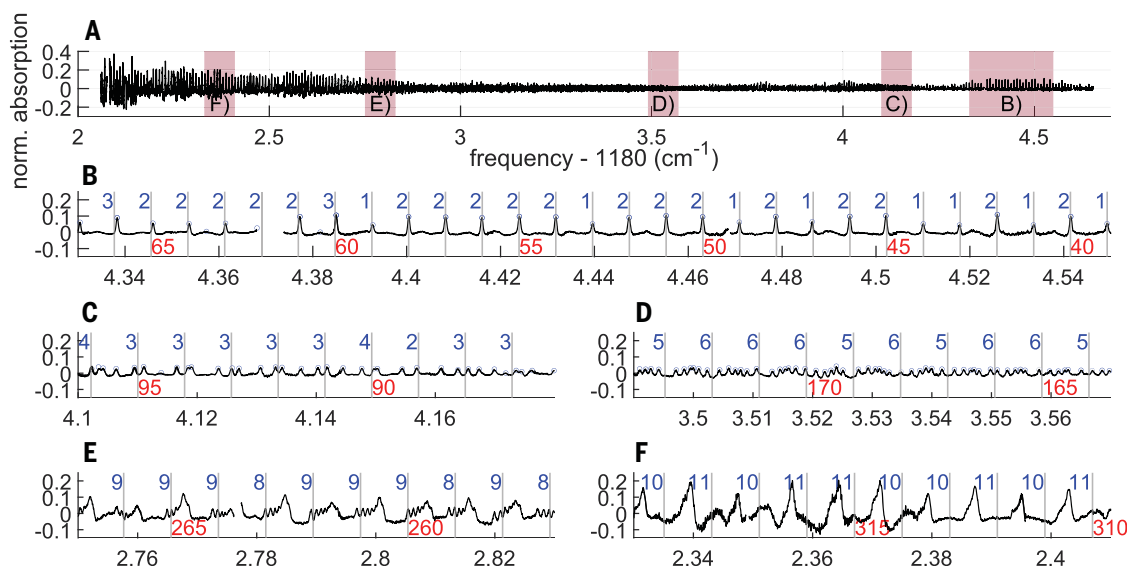 A
norm. absorption
0.4
0.2
0
-0.2
F) E) D) C) B)
2 2.5 3 3.5 4 4.5
frequency - 1180 (cm-1)
B
0.2
0.1
0
-0.1
3 2 2 2 2 2 3 1 2 2 2 2 2 1 2 2 2 1 2 1 2 2 1 2 1 2 1
65 60 55 50 45 40
4.34 4.36 4.38 4.4 4.42 4.44 4.46 4.48 4.5 4.52 4.54
C
0.2
0.1
0
-0.1
4 3 3 3 3 3 4 2 3 3
95 90
4.1 4.12 4.14 4.16
D
0.2
0.1
0
-0.1
5 6 6 6 5 6 5 6 6 5
170 165
3.5 3.51 3.52 3.53 3.54 3.55 3.56
E
0.2
0.1
0
-0.1
9 9 9 8 9 9 9 8 9 8
265 260
2.76 2.78 2.8 2.82
F
0.2
0.1
0
-0.1
10 11 10 11 11 10 10 11 10 11
315 310
2.34 2.36 2.38 2.4